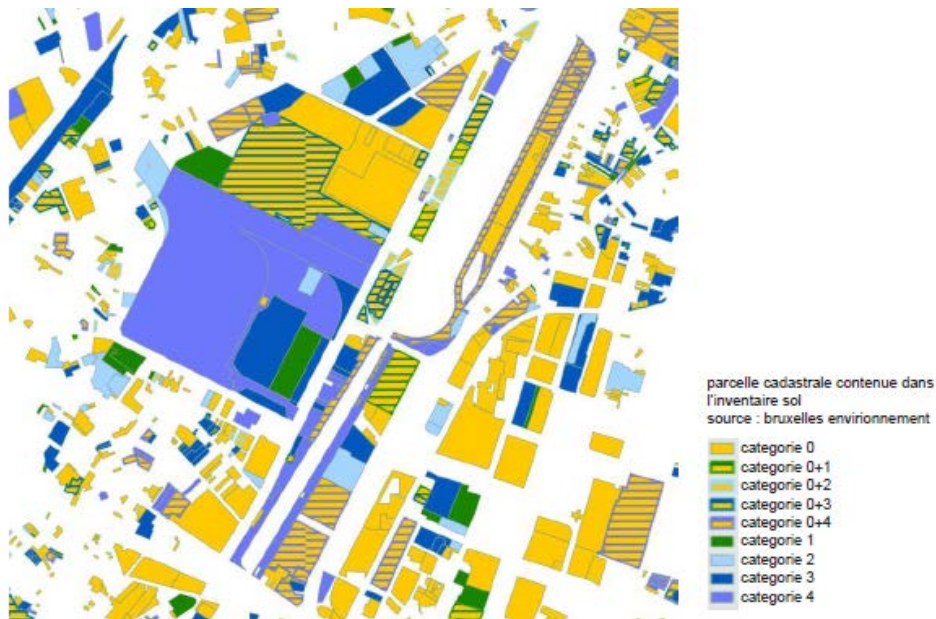 parcelle cadastrale contenue dans
l'inventaire sol
source : bruxelles envirionnement
categorie 0
categorie 0+1
categorie 0+2
categorie 0+3
categorie 0+4
categorie 1
categorie 2
categorie 3
categorie 4